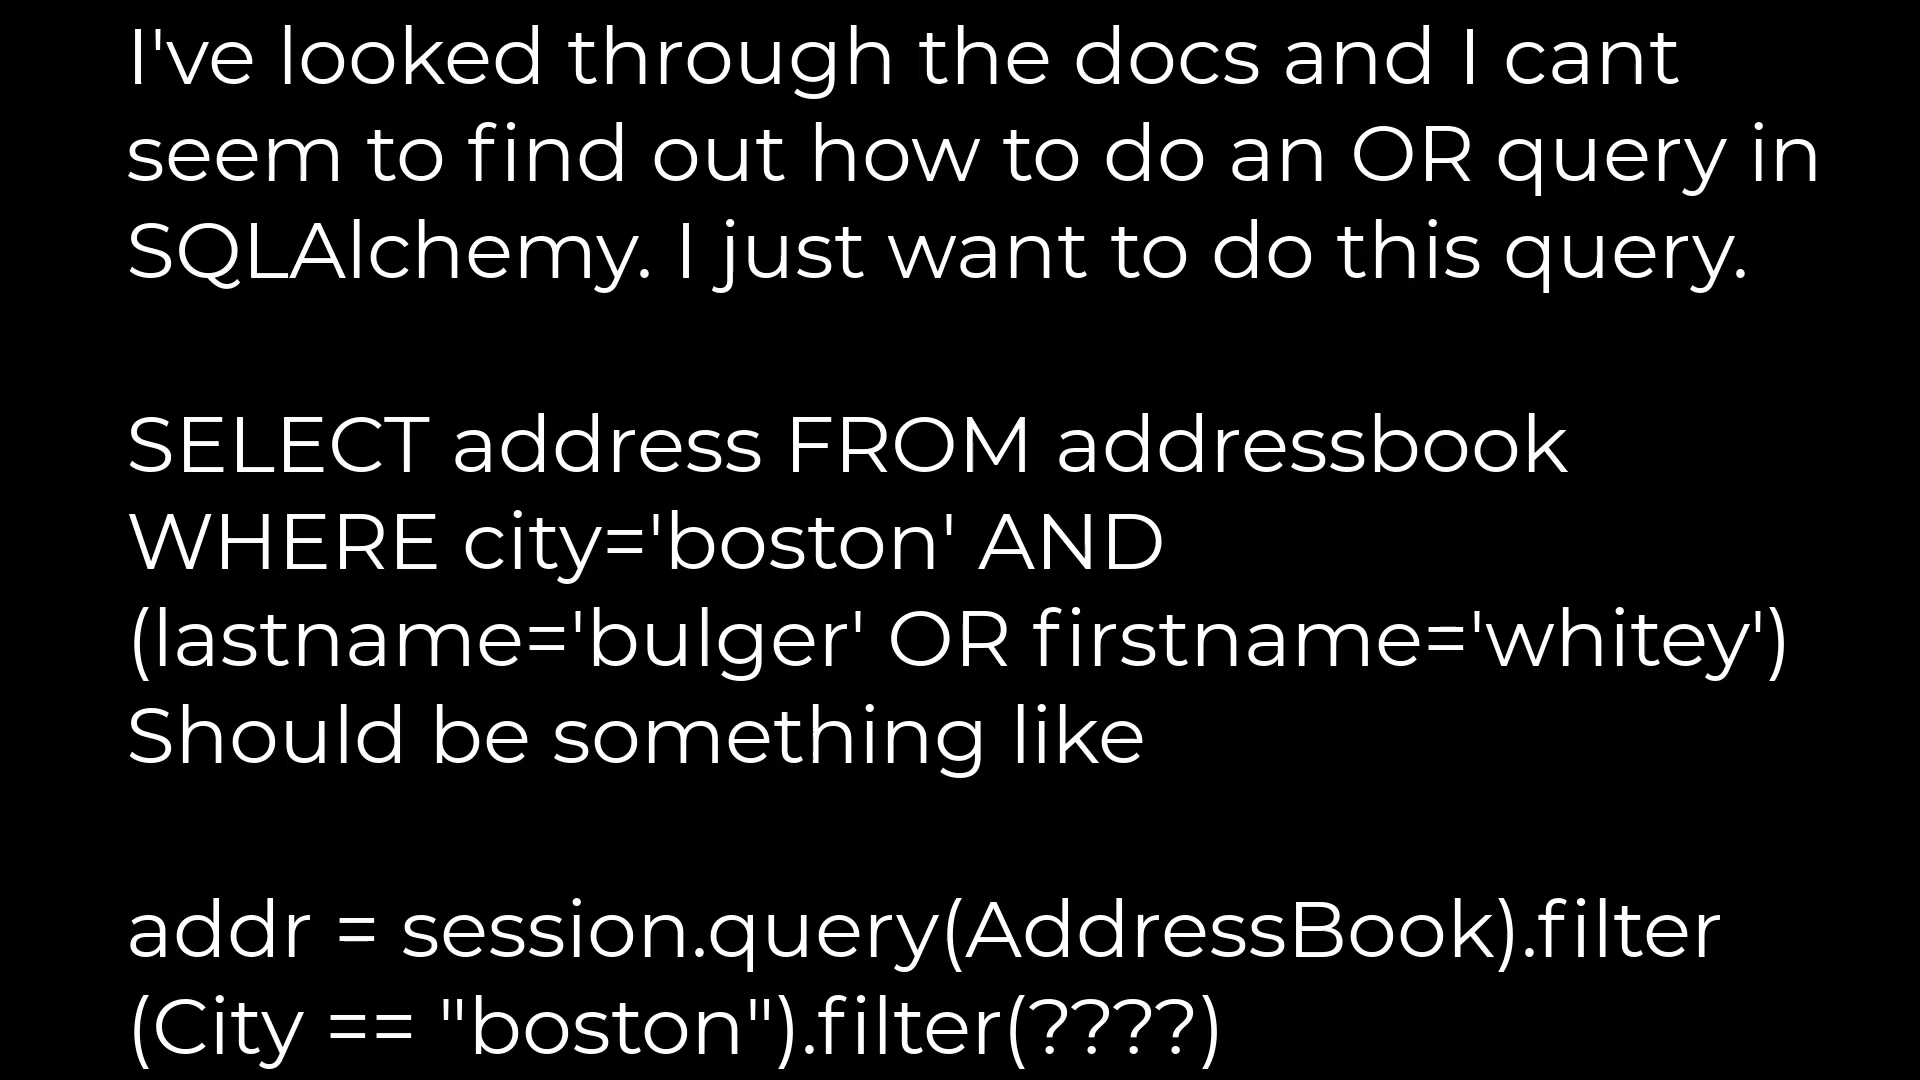 I've looked through the docs and I cant
seem to find out how to do an OR query in
SQLAlchemy. I just want to do this query.
SELECT address FROM addressbook
WHERE city='boston' AND
(lastname='bulger' OR firstname='whitey')
Should be something like
addr = session.query(AddressBook).filter
(City == "boston").filter(????)